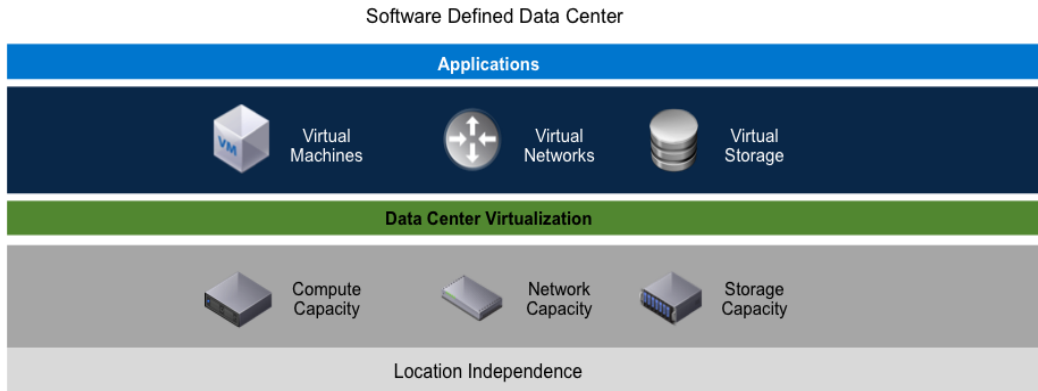 Software Defined Data Center
Applications
VM
Virtual
Machines
Virtual
Networks
Virtual
Storage
Data Center Virtualization
Compute
Capacity
Network
Capacity
Storage
Capacity
Location Independence